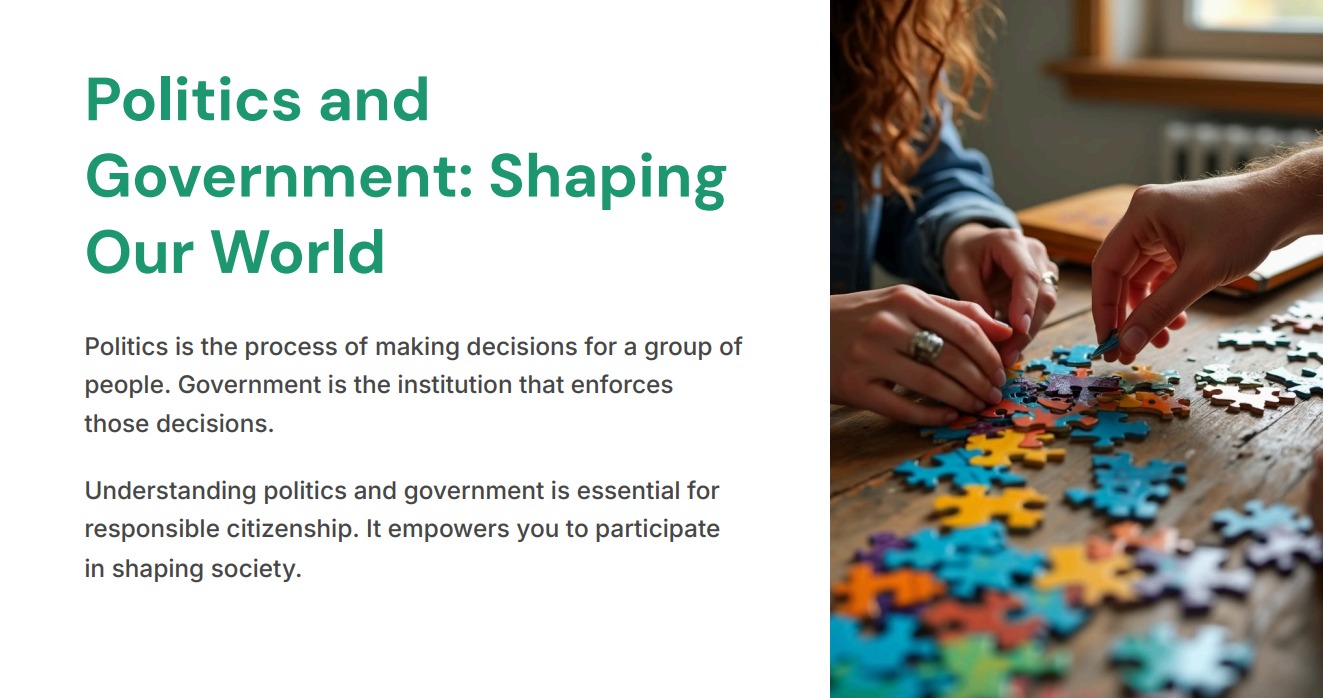 Politics and
Government: Shaping
Our World
Politics is the process of making decisions for a group of
people. Government is the institution that enforces
those decisions.
Understanding politics and government is essential for
responsible citizenship. It empowers you to participate
in shaping society.